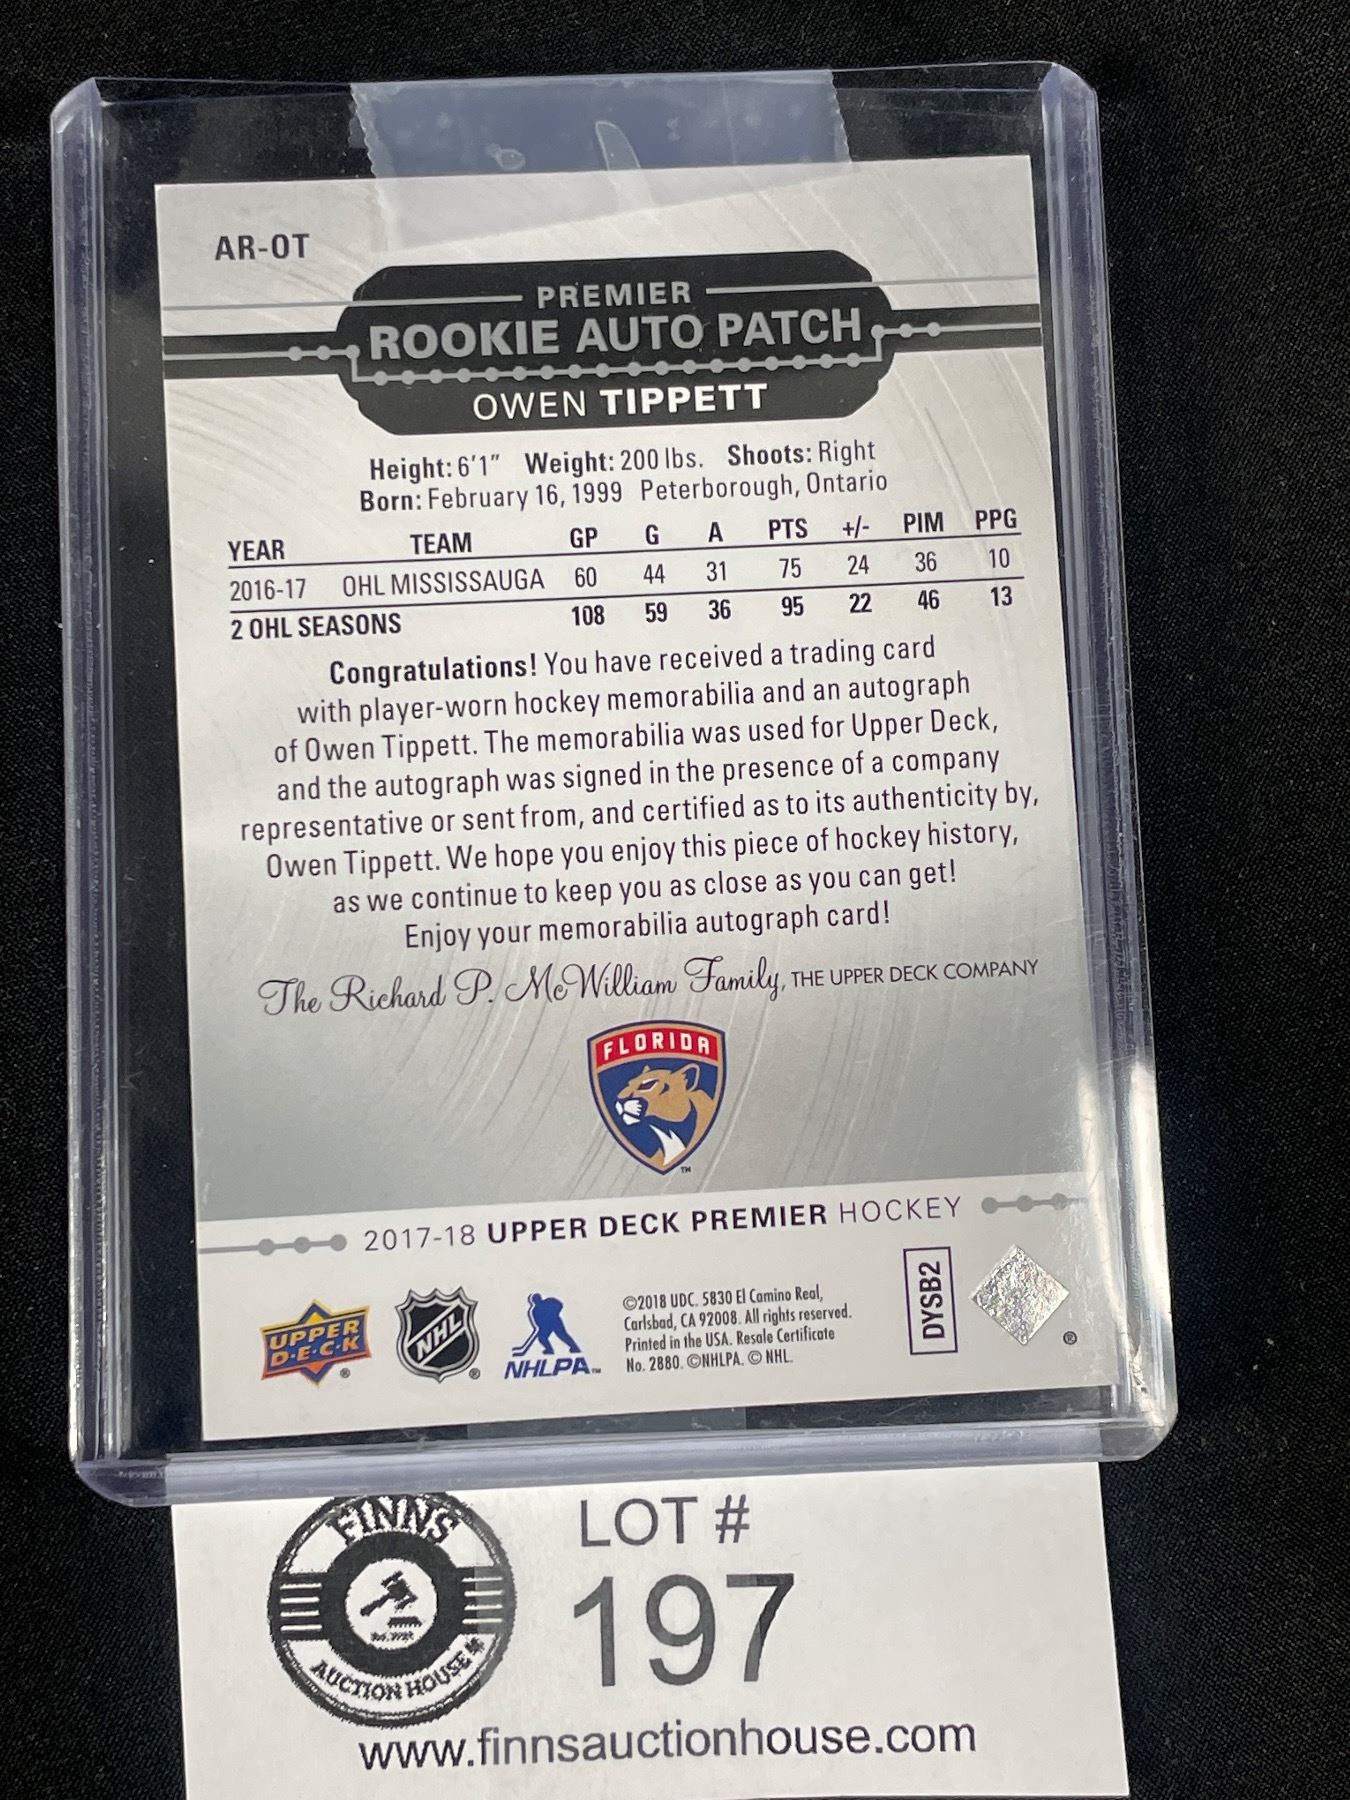 AR-OT
PREMIER
ROOKIE AUTO PATCH
OWEN TIPPETT
Height: 6'1" Weight: 200 lbs. Shoots: Right
Born: February 16, 1999 Peterborough, Ontario
YEAR TEAM GP G A PTS +/- PIM PPG
2016-17 OHL MISSISSAUGA 60 44 31 75 24 36 10
2 OHL SEASONS 108 59 36 95 22 46 13
Congratulations! You have received a trading card
with player-worn hockey memorabilia and an autograph
of Owen Tippett. The memorabilia was used for Upper Deck,
and the autograph was signed in the presence of a company
representative or sent from, and certified as to its authenticity by,
Owen Tippett. We hope you enjoy this piece of hockey history,
as we continue to keep you as close as you can get!
Enjoy your memorabilia autograph card!
The Richard P. McWilliam Family, THE UPPER DECK COMPANY
FLORIDA
TM
2017-18 UPPER DECK PREMIER HOCKEY
UPPER
D·E·C·K
®
NHL
®
NHLPA™
©2018 UDC. 5830 El Camino Real,
Carlsbad, CA 92008. All rights reserved.
Printed in the USA. Resale Certificate
No. 2880. ©NHLPA. © NHL.
DYSB2
®
FINNS
AUCTION HOUSE
LOT #
197
www.finnsauctionhouse.com